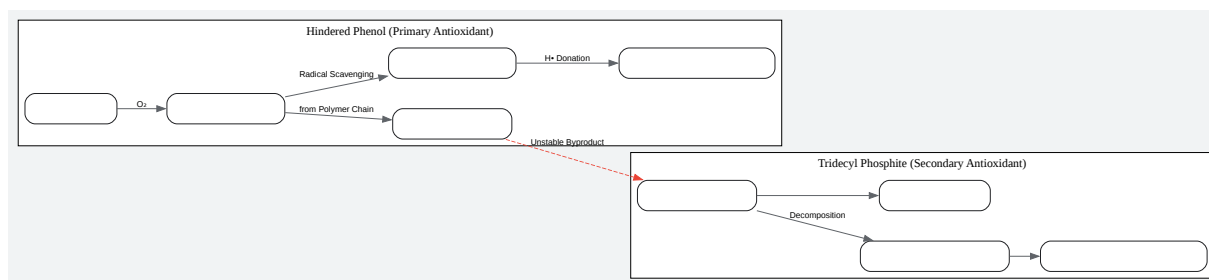 Hindered Phenol (Primary Antioxidant)
H• Donation
Radical Scavenging
O₂
from Polymer Chain
Unstable Byproduct
Tridecyl Phosphite (Secondary Antioxidant)
Decomposition